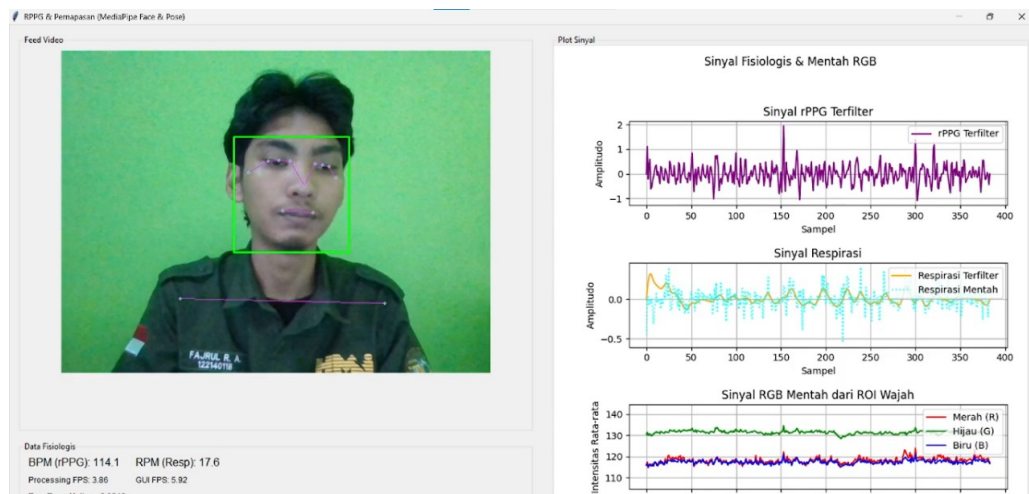 RPPG & Pernapasan (MediaPipe Face & Pose)
Feed Video
FAJRUL R. A.
122140118
Data Fisiologis
BPM (rPPG): 114.1 RPM (Resp): 17.6
Processing FPS: 3.86 GUI FPS: 5.92
Plot Sinyal
Sinyal Fisiologis & Mentah RGB
Sinyal rPPG Terfilter
rPPG Terfilter
Amplitudo
2
1
0
−1
0 50 100 150 200 250 300 350 400
Sampel
Sinyal Respirasi
Respirasi Terfilter
Respirasi Mentah
Amplitudo
0.0
−0.5
0 50 100 150 200 250 300 350 400
Sampel
Sinyal RGB Mentah dari ROI Wajah
Merah (R)
Hijau (G)
Biru (B)
Intensitas Rata-rata
140
130
120
110